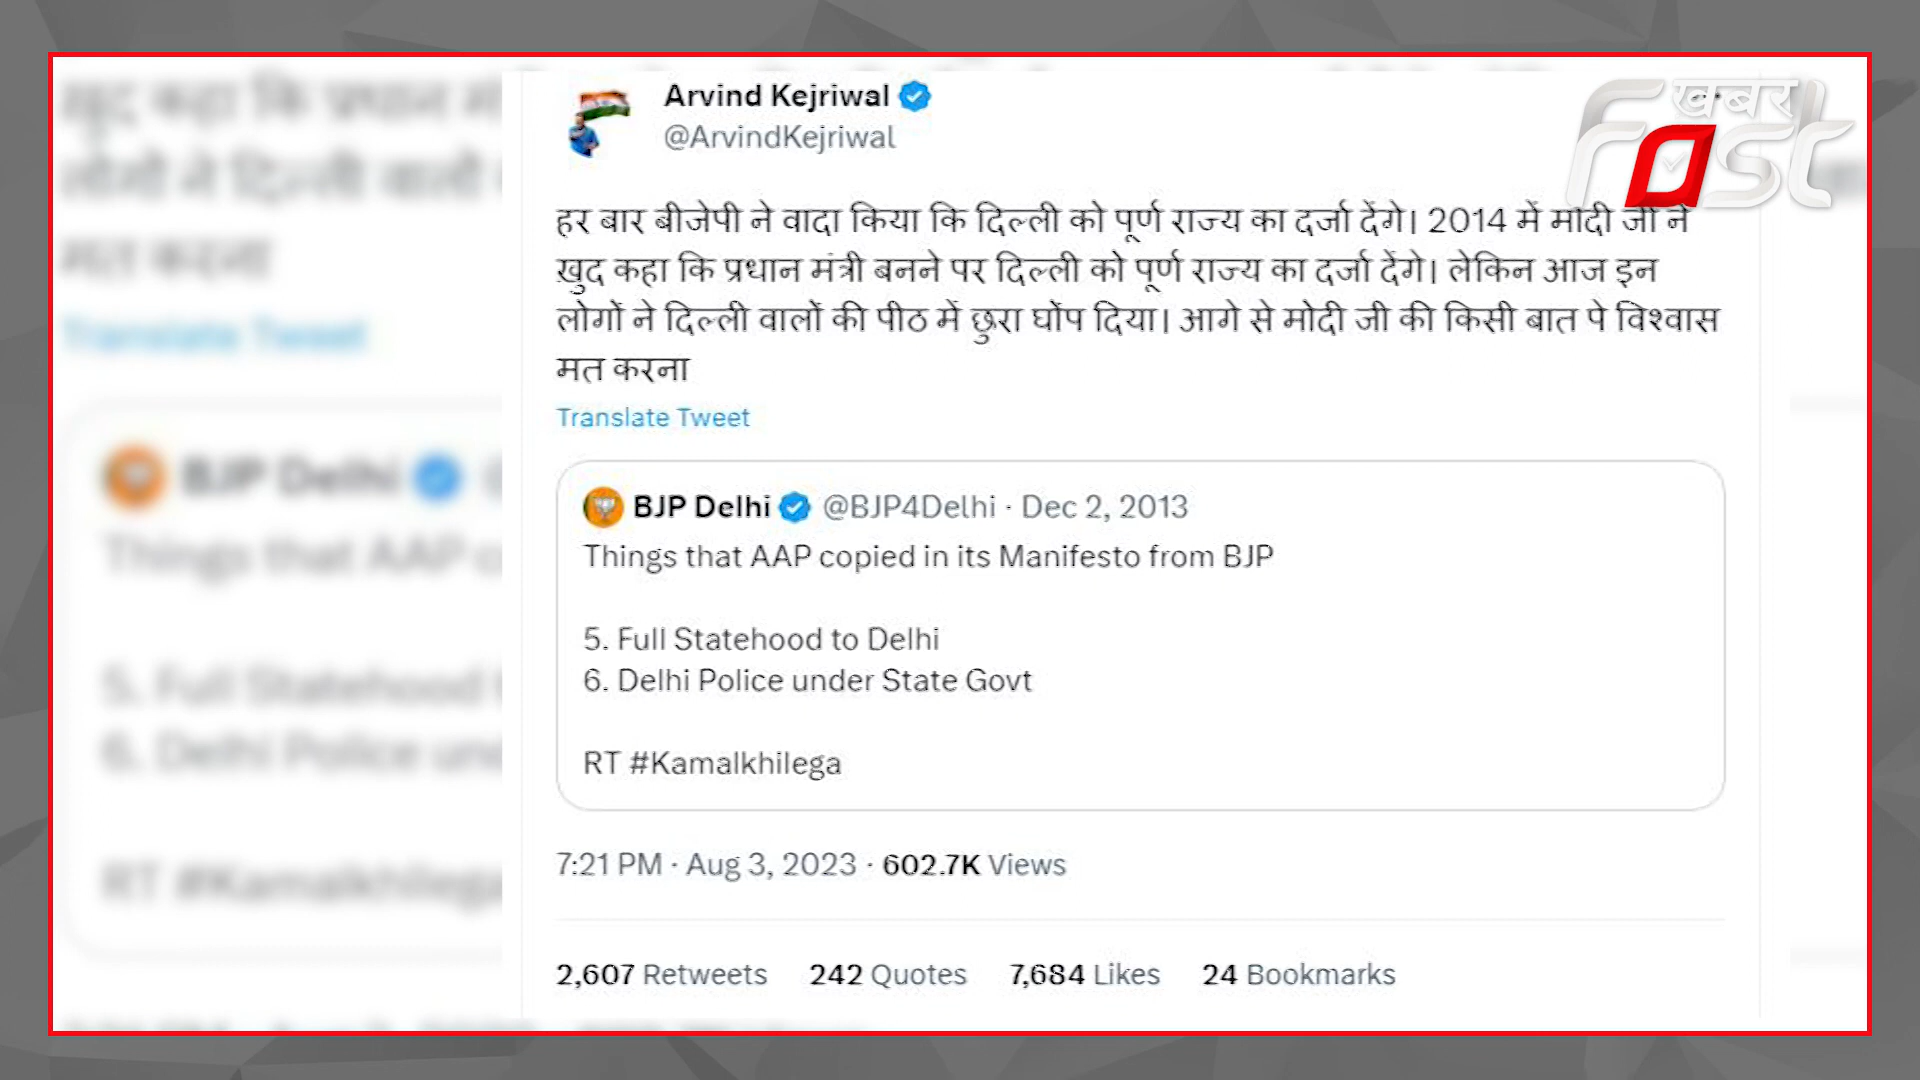 Arvind Kejriwal
@ArvindKejriwal
खबर
Fast
हर बार बीजेपी ने वादा किया कि दिल्ली को पूर्ण राज्य का दर्जा देंगे। 2014 में मोदी जी ने
ख़ुद कहा कि प्रधान मंत्री बनने पर दिल्ली को पूर्ण राज्य का दर्जा देंगे। लेकिन आज इन
लोगों ने दिल्ली वालों की पीठ में छुरा घोंप दिया। आगे से मोदी जी की किसी बात पे विश्वास
मत करना
Translate Tweet
BJP Delhi @BJP4Delhi · Dec 2, 2013
Things that AAP copied in its Manifesto from BJP
5. Full Statehood to Delhi
6. Delhi Police under State Govt
RT #Kamalkhilega
7:21 PM · Aug 3, 2023 · 602.7K Views
2,607 Retweets 242 Quotes 7,684 Likes 24 Bookmarks